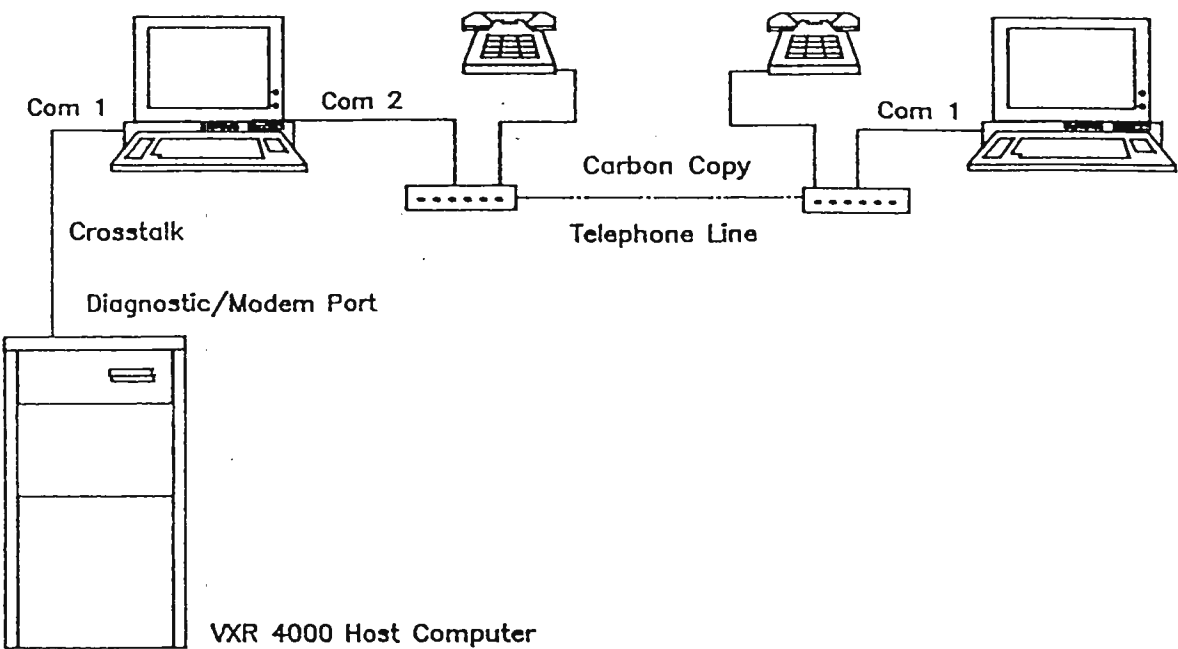 Com 1
Com 2
Com 1
Carbon Copy
Telephone Line
Crosstalk
Diagnostic/Modem Port
VXR 4000 Host Computer